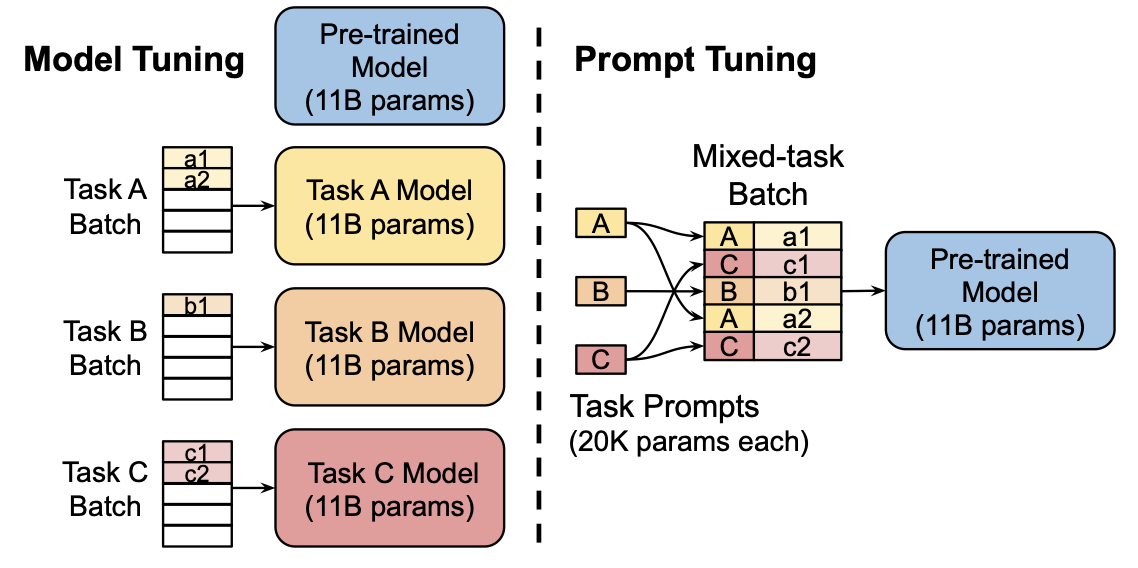 Model Tuning
Pre-trained
Model
(11B params)
Task A
Batch
a1
a2
Task A Model
(11B params)
Task B
Batch
b1
Task B Model
(11B params)
Task C
Batch
c1
c2
Task C Model
(11B params)
Prompt Tuning
Mixed-task
Batch
A
B
C
A a1
C c1
B b1
A a2
C c2
Task Prompts
(20K params each)
Pre-trained
Model
(11B params)